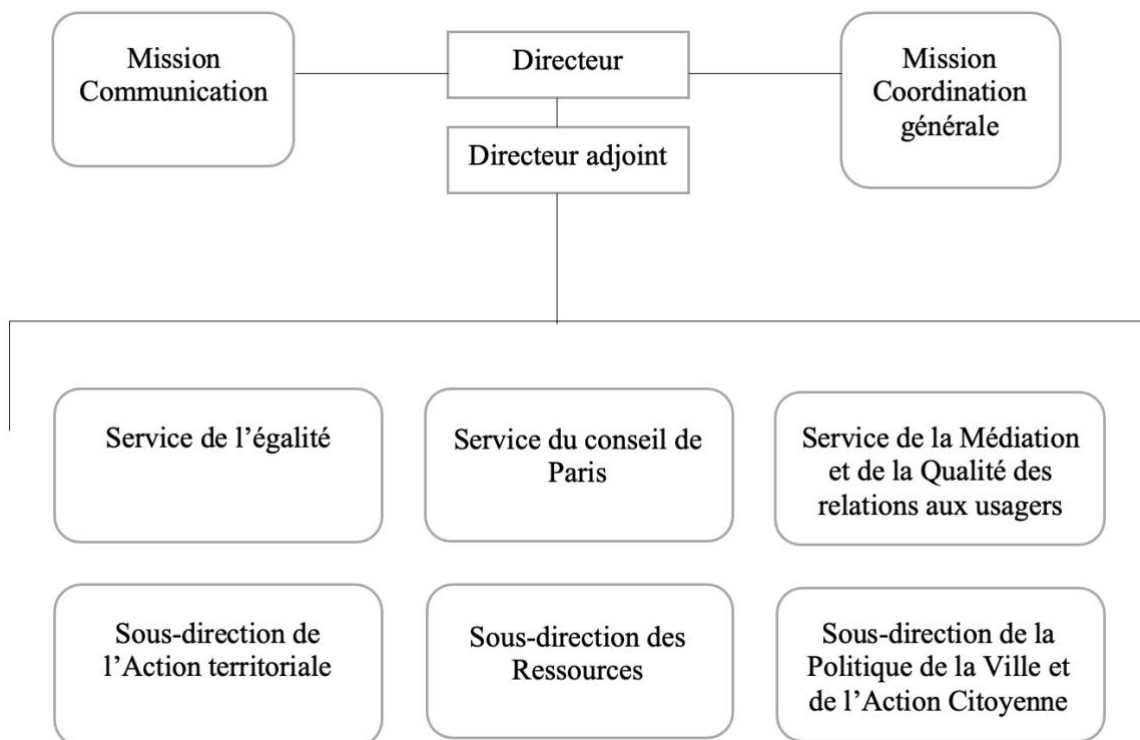 Mission
Communication
Directeur
Mission
Coordination
générale
Directeur adjoint
Service de l’égalité
Service du conseil de
Paris
Service de la Médiation
et de la Qualité des
relations aux usagers
Sous-direction de
l’Action territoriale
Sous-direction des
Ressources
Sous-direction de la
Politique de la Ville et
de l’Action Citoyenne